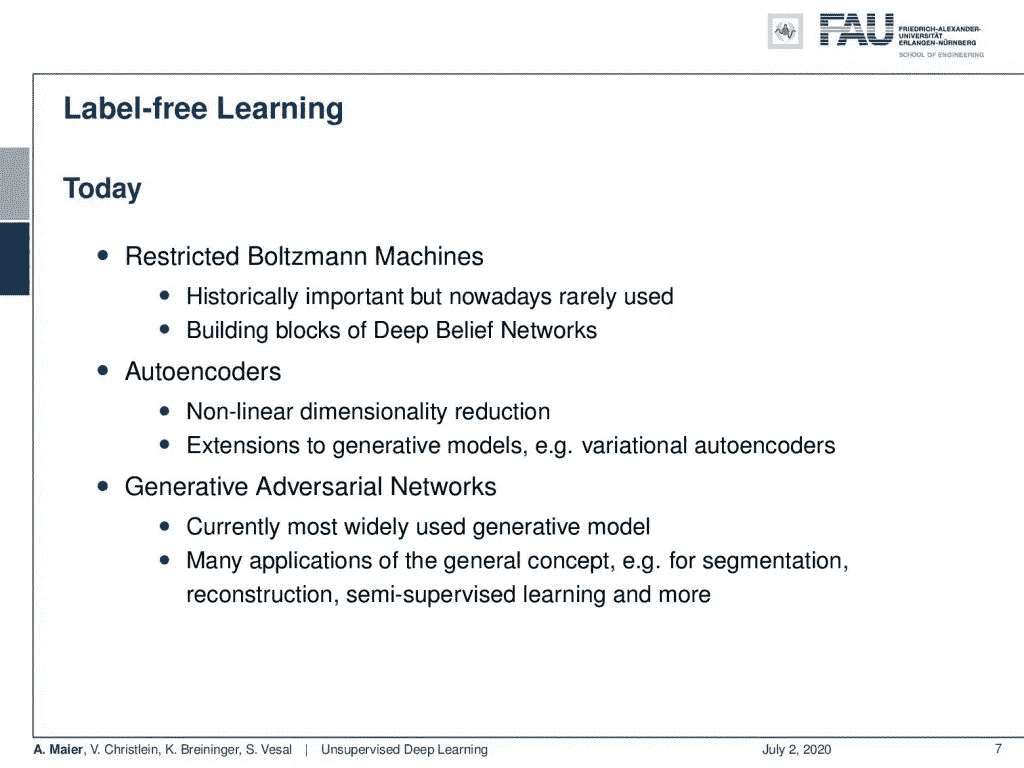 FAU
FRIEDRICH-ALEXANDER-
UNIVERSITÄT
ERLANGEN-NÜRNBERG
SCHOOL OF ENGINEERING
Label-free Learning
Today
• Restricted Boltzmann Machines
• Historically important but nowadays rarely used
• Building blocks of Deep Belief Networks
• Autoencoders
• Non-linear dimensionality reduction
• Extensions to generative models, e.g. variational autoencoders
• Generative Adversarial Networks
• Currently most widely used generative model
• Many applications of the general concept, e.g. for segmentation,
reconstruction, semi-supervised learning and more
A. Maier, V. Christlein, K. Breininger, S. Vesal | Unsupervised Deep Learning July 2, 2020 7